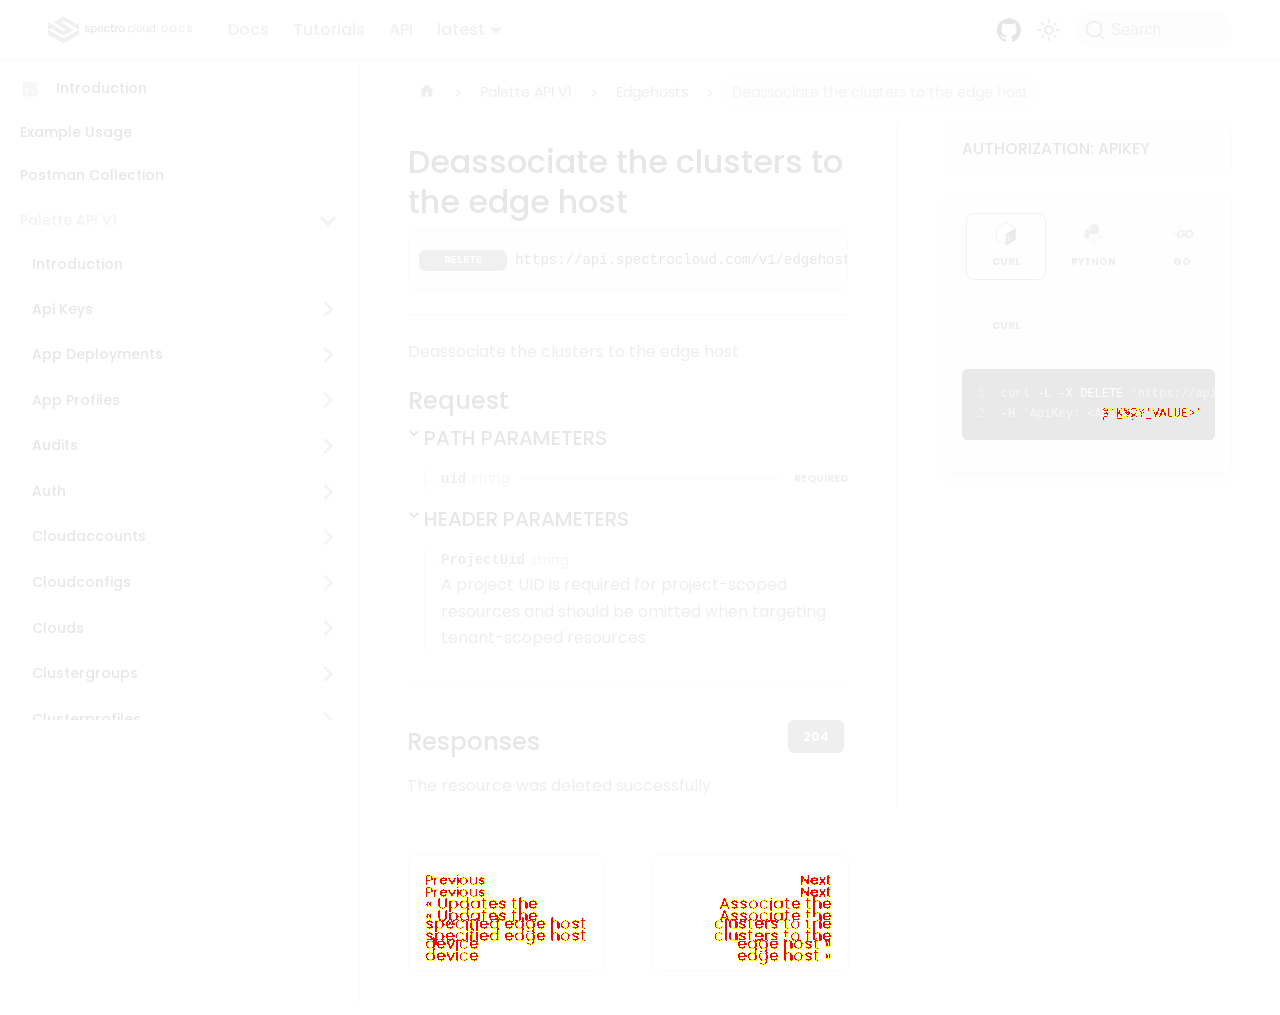 spectro cloud DOCS
Docs Tutorials API latest
Search
Introduction
Example Usage
Postman Collection
Palette API V1
Introduction
Api Keys
App Deployments
App Profiles
Audits
Auth
Cloudaccounts
Cloudconfigs
Clouds
Clustergroups
Clusterprofiles
Palette API V1 Edgehosts Deassociate the clusters to the edge host
Deassociate the clusters to
the edge host
DELETE https://api.spectrocloud.com/v1/edgehost
Deassociate the clusters to the edge host
Request
PATH PARAMETERS
uid string REQUIRED
HEADER PARAMETERS
ProjectUid string
A project UID is required for project-scoped
resources and should be omitted when targeting
tenant-scoped resources
Responses
204
The resource was deleted successfully
Previous
« Updates the
specified edge host
device
Next
Associate the
clusters to the
edge host »
AUTHORIZATION: APIKEY
CURL PYTHON GO
-GO
CURL
1 curl -L -X DELETE 'https://api
2 -H 'ApiKey: VALUE>'